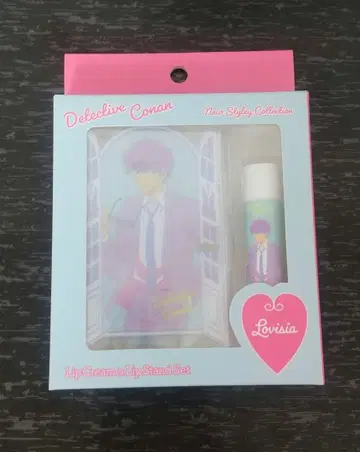 Detective
Conan
New Styley Collection
Lovisia
Lip Cream & Lip Stand Set